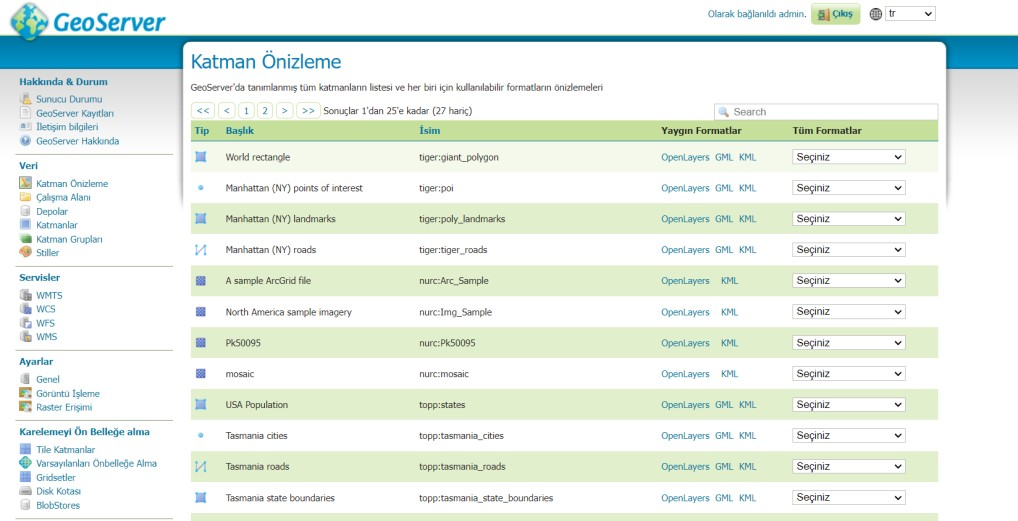 GeoServer
Olarak bağlanıldı admin. Çıkış tr
Hakkında & Durum
Sunucu Durumu
GeoServer Kayıtları
İletişim bilgileri
GeoServer Hakkında
Veri
Katman Önizleme
Çalışma Alanı
Depolar
Katmanlar
Katman Grupları
Stiller
Servisler
WMTS
WCS
WFS
WMS
Ayarlar
Genel
Görüntü İşleme
Raster Erişimi
Karelemeyi Ön Belleğe alma
Tile Katmanlar
Varsayılanları Önbelleğe Alma
Gridsetler
Disk Kotası
BlobStores
Katman Önizleme
GeoServer'da tanımlanmış tüm katmanların listesi ve her biri için kullanılabilir formatların önizlemeleri
<< < 1 2 > >> Sonuçlar 1'dan 25'e kadar (27 hariç) Search
Tip Başlık İsim Yaygın Formatlar Tüm Formatlar
World rectangle tiger:giant_polygon OpenLayers GML KML Seçiniz
Manhattan (NY) points of interest tiger:poi OpenLayers GML KML Seçiniz
Manhattan (NY) landmarks tiger:poly_landmarks OpenLayers GML KML Seçiniz
Manhattan (NY) roads tiger:tiger_roads OpenLayers GML KML Seçiniz
A sample ArcGrid file nurc:Arc_Sample OpenLayers KML Seçiniz
North America sample imagery nurc:Img_Sample OpenLayers KML Seçiniz
Pk50095 nurc:Pk50095 OpenLayers KML Seçiniz
mosaic nurc:mosaic OpenLayers KML Seçiniz
USA Population topp:states OpenLayers GML KML Seçiniz
Tasmania cities topp:tasmania_cities OpenLayers GML KML Seçiniz
Tasmania roads topp:tasmania_roads OpenLayers GML KML Seçiniz
Tasmania state boundaries topp:tasmania_state_boundaries OpenLayers GML KML Seçiniz